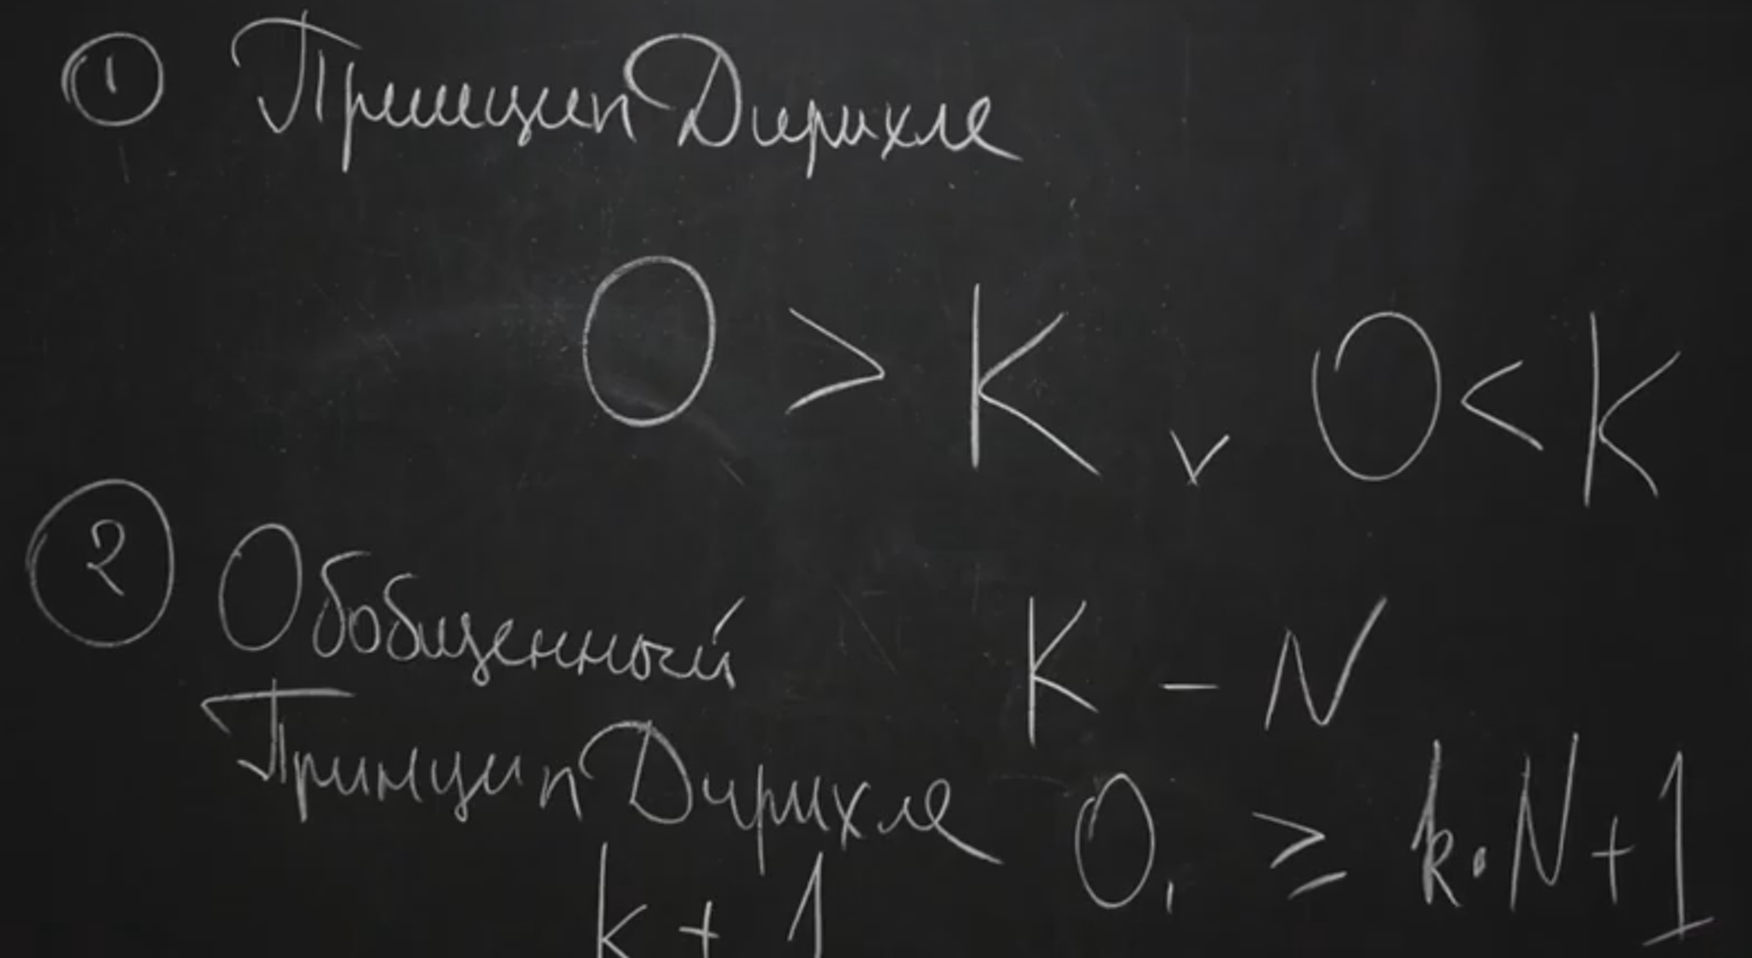 ① Принцип Дирихле
O > K ∨ O < K
② Обобщенный K - N
Принцип Дирихле O. ≥ k·N+1
k + 1